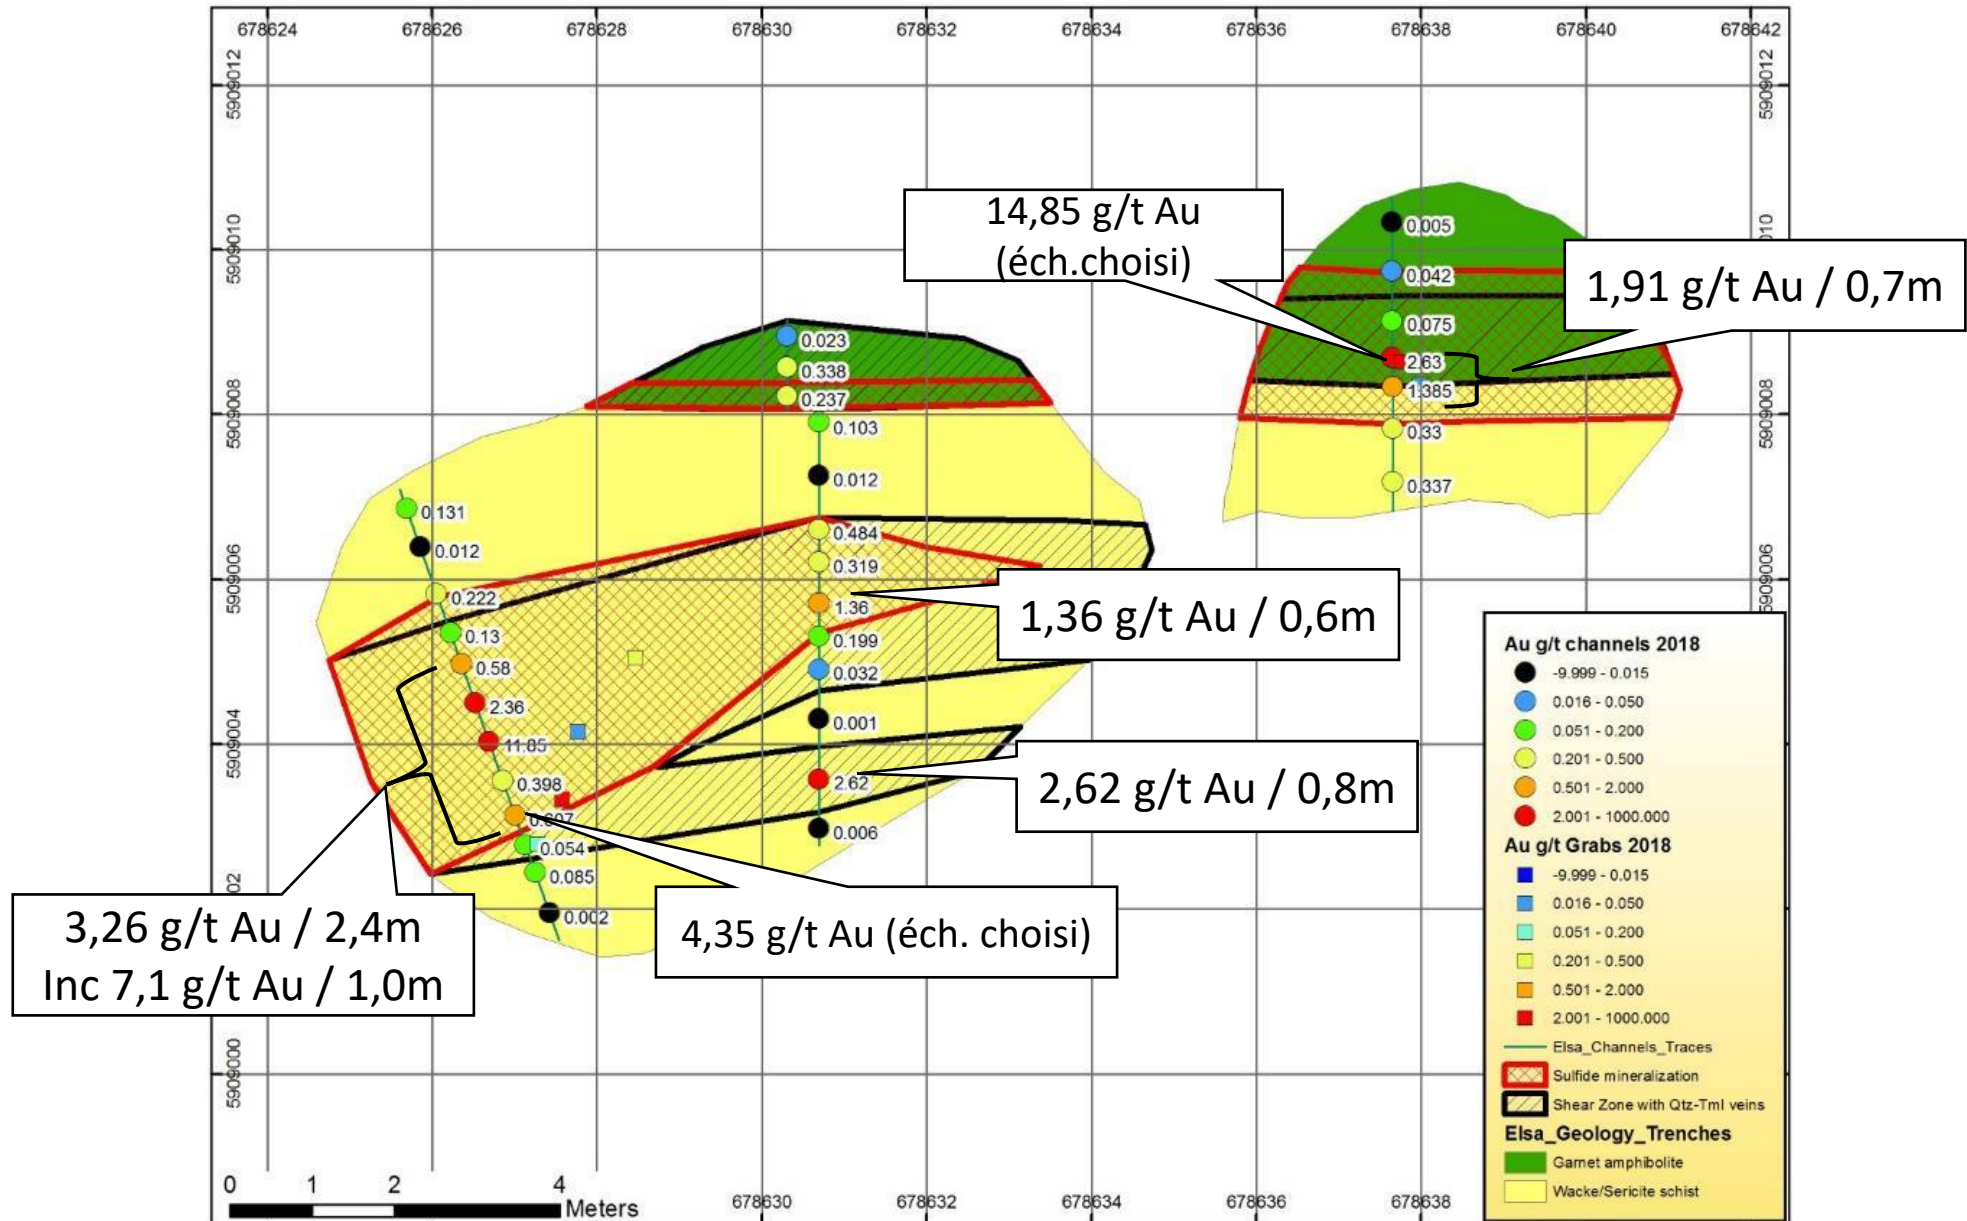 678624 678626 678628 678630 678632 678634 678636 678638 678640 678642
5909012
5909012
5909008
5909008
5909006
5909006
5909004
02
5909000
010
14,85 g/t Au
(éch.choisi)
1,91 g/t Au / 0,7m
0.005
0.042
0.075
2.63
1.385
0.33
0.337
0.023
0.338
0.237
0.103
0.012
0.484
0.319
1.36
0.199
0.032
0.001
2.62
0.006
0.131
0.012
0.222
0.13
0.58
2.36
11.85
0.398
0.607
0.054
0.085
0.002
1,36 g/t Au / 0,6m
2,62 g/t Au / 0,8m
3,26 g/t Au / 2,4m
Inc 7,1 g/t Au / 1,0m
4,35 g/t Au (éch. choisi)
Au g/t channels 2018
-9.999 - 0.015
0.016 - 0.050
0.051 - 0.200
0.201 - 0.500
0.501 - 2.000
2.001 - 1000.000
Au g/t Grabs 2018
-9.999 - 0.015
0.016 - 0.050
0.051 - 0.200
0.201 - 0.500
0.501 - 2.000
2.001 - 1000.000
Elsa_Channels_Traces
Sulfide mineralization
Shear Zone with Qtz-Tml veins
Elsa_Geology_Trenches
Garnet amphibolite
Wacke/Sericite schist
0 1 2 4
Meters
678630 678632 678634 678636 678638